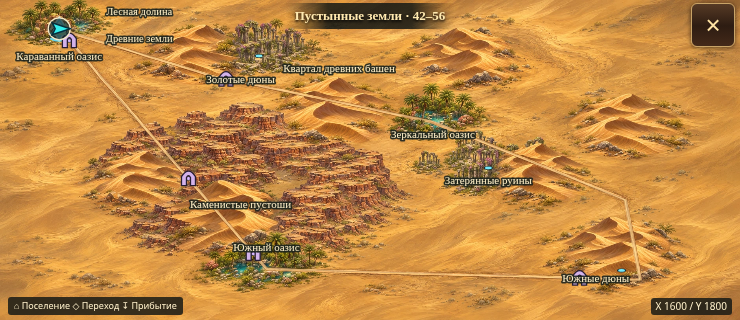 Пустынные земли · 42–56
Лесная долина
Древние земли
Караванный оазис
Квартал древних башен
Золотые дюны
Зеркальный оазис
Затерянные руины
Каменистые пустоши
Южный оазис
Южные дюны
⌂ Поселение ◇ Переход ↧ Прибытие
X 1600 / Y 1800